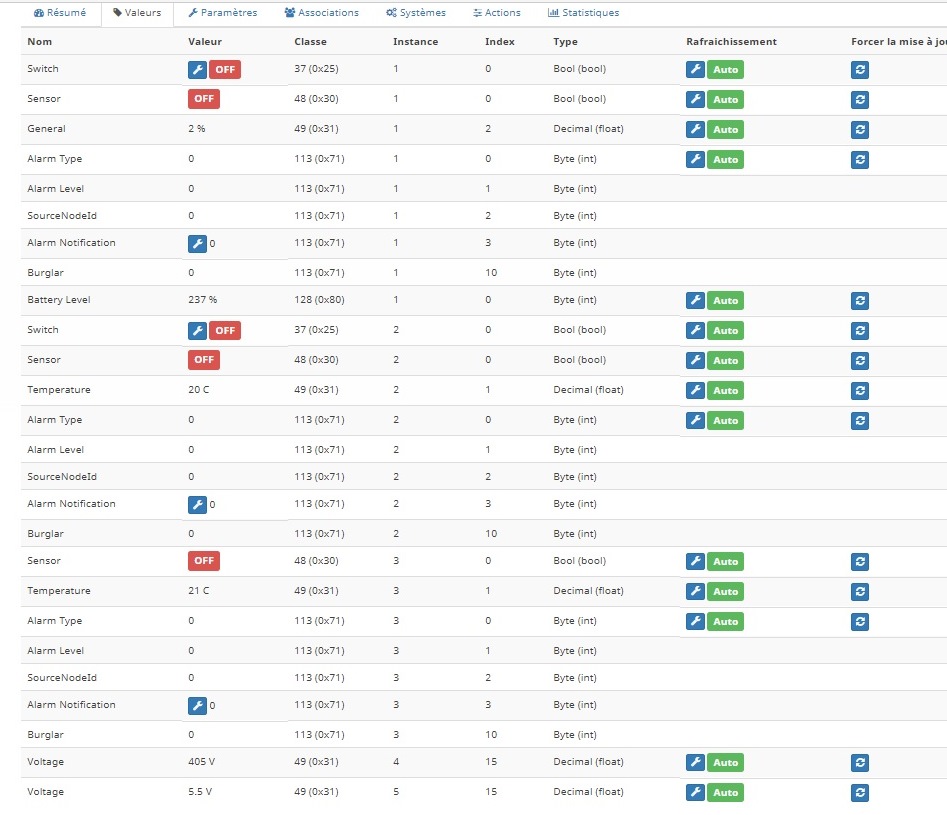 Résumé Valeurs Paramètres Associations Systèmes Actions Statistiques
Nom Valeur Classe Instance Index Type Rafraichissement Forcer la mise à jou
Switch OFF 37 (0x25) 1 0 Bool (bool) Auto
Sensor OFF 48 (0x30) 1 0 Bool (bool) Auto
General 2 % 49 (0x31) 1 2 Decimal (float) Auto
Alarm Type 0 113 (0x71) 1 0 Byte (int) Auto
Alarm Level 0 113 (0x71) 1 1 Byte (int)
SourceNodeId 0 113 (0x71) 1 2 Byte (int)
Alarm Notification 0 113 (0x71) 1 3 Byte (int)
Burglar 0 113 (0x71) 1 10 Byte (int)
Battery Level 237 % 128 (0x80) 1 0 Byte (int) Auto
Switch OFF 37 (0x25) 2 0 Bool (bool) Auto
Sensor OFF 48 (0x30) 2 0 Bool (bool) Auto
Temperature 20 C 49 (0x31) 2 1 Decimal (float) Auto
Alarm Type 0 113 (0x71) 2 0 Byte (int) Auto
Alarm Level 0 113 (0x71) 2 1 Byte (int)
SourceNodeId 0 113 (0x71) 2 2 Byte (int)
Alarm Notification 0 113 (0x71) 2 3 Byte (int)
Burglar 0 113 (0x71) 2 10 Byte (int)
Sensor OFF 48 (0x30) 3 0 Bool (bool) Auto
Temperature 21 C 49 (0x31) 3 1 Decimal (float) Auto
Alarm Type 0 113 (0x71) 3 0 Byte (int) Auto
Alarm Level 0 113 (0x71) 3 1 Byte (int)
SourceNodeId 0 113 (0x71) 3 2 Byte (int)
Alarm Notification 0 113 (0x71) 3 3 Byte (int)
Burglar 0 113 (0x71) 3 10 Byte (int)
Voltage 405 V 49 (0x31) 4 15 Decimal (float) Auto
Voltage 5.5 V 49 (0x31) 5 15 Decimal (float) Auto